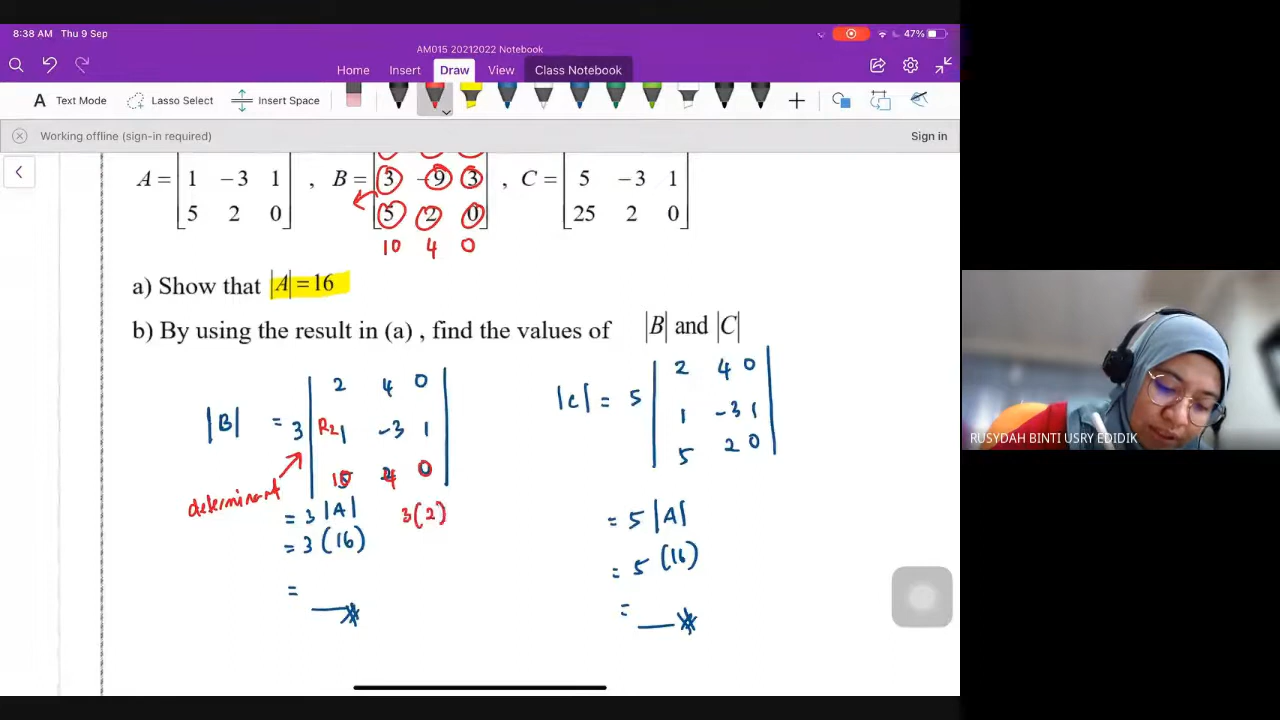 8:38 AM Thu 9 Sep
47%
AM015 20212022 Notebook
Home Insert Draw View Class Notebook
A Text Mode Lasso Select Insert Space
Working offline (sign-in required)
Sign in
A = 1 -3 1 , B = 3 -9 3 , C = 5 -3 1
5 2 0 5 2 0 25 2 0
10 4 0
a) Show that |A| = 16
b) By using the result in (a) , find the values of |B| and |C|
2 4 0
|B| = 3 R2 1 -3 1
10 4 0
determinant
= 3 |A| 3(2)
= 3 (16)
=
2 4 0
|C| = 5 1 -3 1
5 2 0
= 5 |A|
= 5 (16)
=
RUSYDAH BINTI USRY EDIDIK